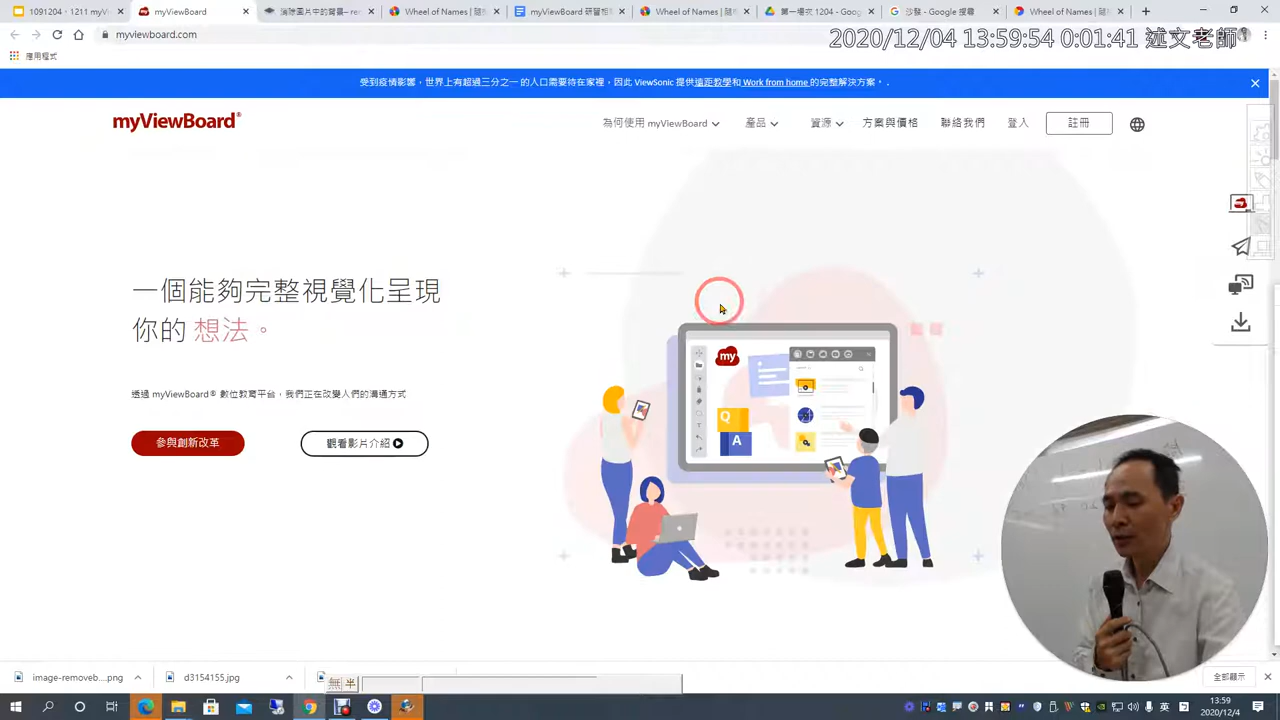 1091204 - 1211 myV
myViewBoard
消除圖片中的背景 – re
Wheel of Names | 隨
myViewBoard 研習相
Wheel of Names | 隨
第一場次 1204 - Goog
沙發 - Google 搜尋
Wheel of Names | 隨
myviewboard.com
2020/12/04 13:59:54 0:01:41 述文老師
應用程式
受到疫情影響，世界上有超過三分之一的人口需要待在家裡。因此 ViewSonic 提供遠距教學和 Work from home 的完整解決方案。.
myViewBoard®
為何使用 myViewBoard
產品
資源
方案與價格
聯絡我們
登入
註冊
一個能夠完整視覺化呈現
你的 想法。
my
Q
A
透過 myViewBoard® 數位教育平台，我們正在改變人們的溝通方式
參與創新改革
觀看影片介紹
image-removeb....png
d3154155.jpg
無 半
全部顯示
13:59
2020/12/4